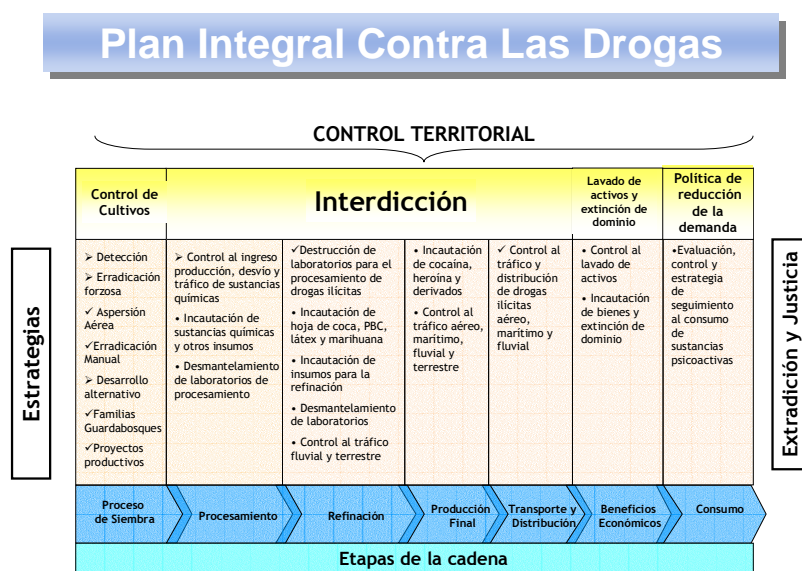 Plan Integral Contra Las Drogas
CONTROL TERRITORIAL
Control de
Cultivos
Interdicción
Lavado de
activos y
extinción de
dominio
Política de
reducción
de la
demanda
Estrategias
➢ Detección
➢ Erradicación
forzosa
✓ Aspersión
Aérea
✓Erradicación
Manual
➢ Desarrollo
alternativo
✓Familias
Guardabosques
✓Proyectos
productivos
➢ Control al ingreso
producción, desvío y
tráfico de sustancias
químicas
• Incautación de
sustancias químicas
y otros insumos
• Desmantelamiento
de laboratorios de
procesamiento
✓Destrucción de
laboratorios para el
procesamiento de
drogas ilícitas
• Incautación de
hoja de coca, PBC,
látex y marihuana
• Incautación de
insumos para la
refinación
• Desmantelamiento
de laboratorios
• Control al tráfico
fluvial y terrestre
• Incautación
de cocaína,
heroína y
derivados
• Control al
tráfico aéreo,
marítimo,
fluvial y
terrestre
✓ Control al
tráfico y
distribución
de drogas
ilícitas
aéreo,
marítimo y
fluvial
• Control al
lavado de
activos
• Incautación
de bienes y
extinción de
dominio
•Evaluación,
control y
estrategia
de
seguimiento
al consumo
de
sustancias
psicoactivas
Extradición y Justicia
Proceso
de Siembra
Procesamiento
Refinación
Producción
Final
Transporte y
Distribución
Beneficios
Económicos
Consumo
Etapas de la cadena